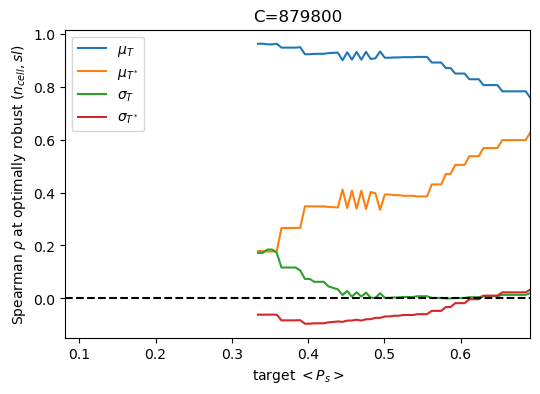 C=879800
Spearman ρ at optimally robust (n_cell, sl)
1.0
0.8
0.6
0.4
0.2
0.0
μ_T
μ_T*
σ_T
σ_T*
0.1 0.2 0.3 0.4 0.5 0.6
target <P_s>